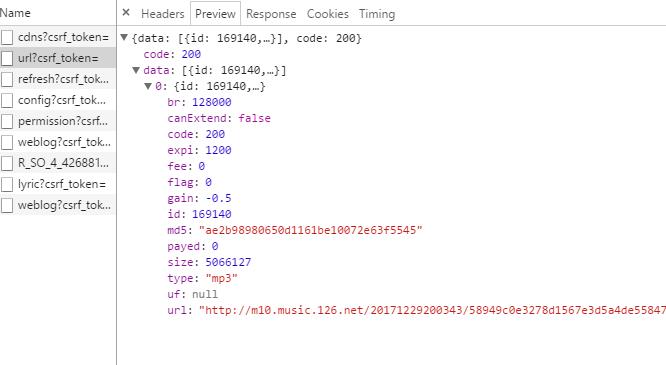 Name
cdns?csrf_token=
url?csrf_token=
refresh?csrf_tok...
config?csrf_tok...
permission?csrf...
weblog?csrf_tok...
R_SO_4_426881...
lyric?csrf_token=
weblog?csrf_tok...
× Headers Preview Response Cookies Timing
▼{data: [{id: 169140,…}], code: 200}
code: 200
▼data: [{id: 169140,…}]
▼0: {id: 169140,…}
br: 128000
canExtend: false
code: 200
expi: 1200
fee: 0
flag: 0
gain: -0.5
id: 169140
md5: "ae2b98980650d1161be10072e63f5545"
payed: 0
size: 5066127
type: "mp3"
uf: null
url: "http://m10.music.126.net/20171229200343/58949c0e3278d1567e3d5a4de55847